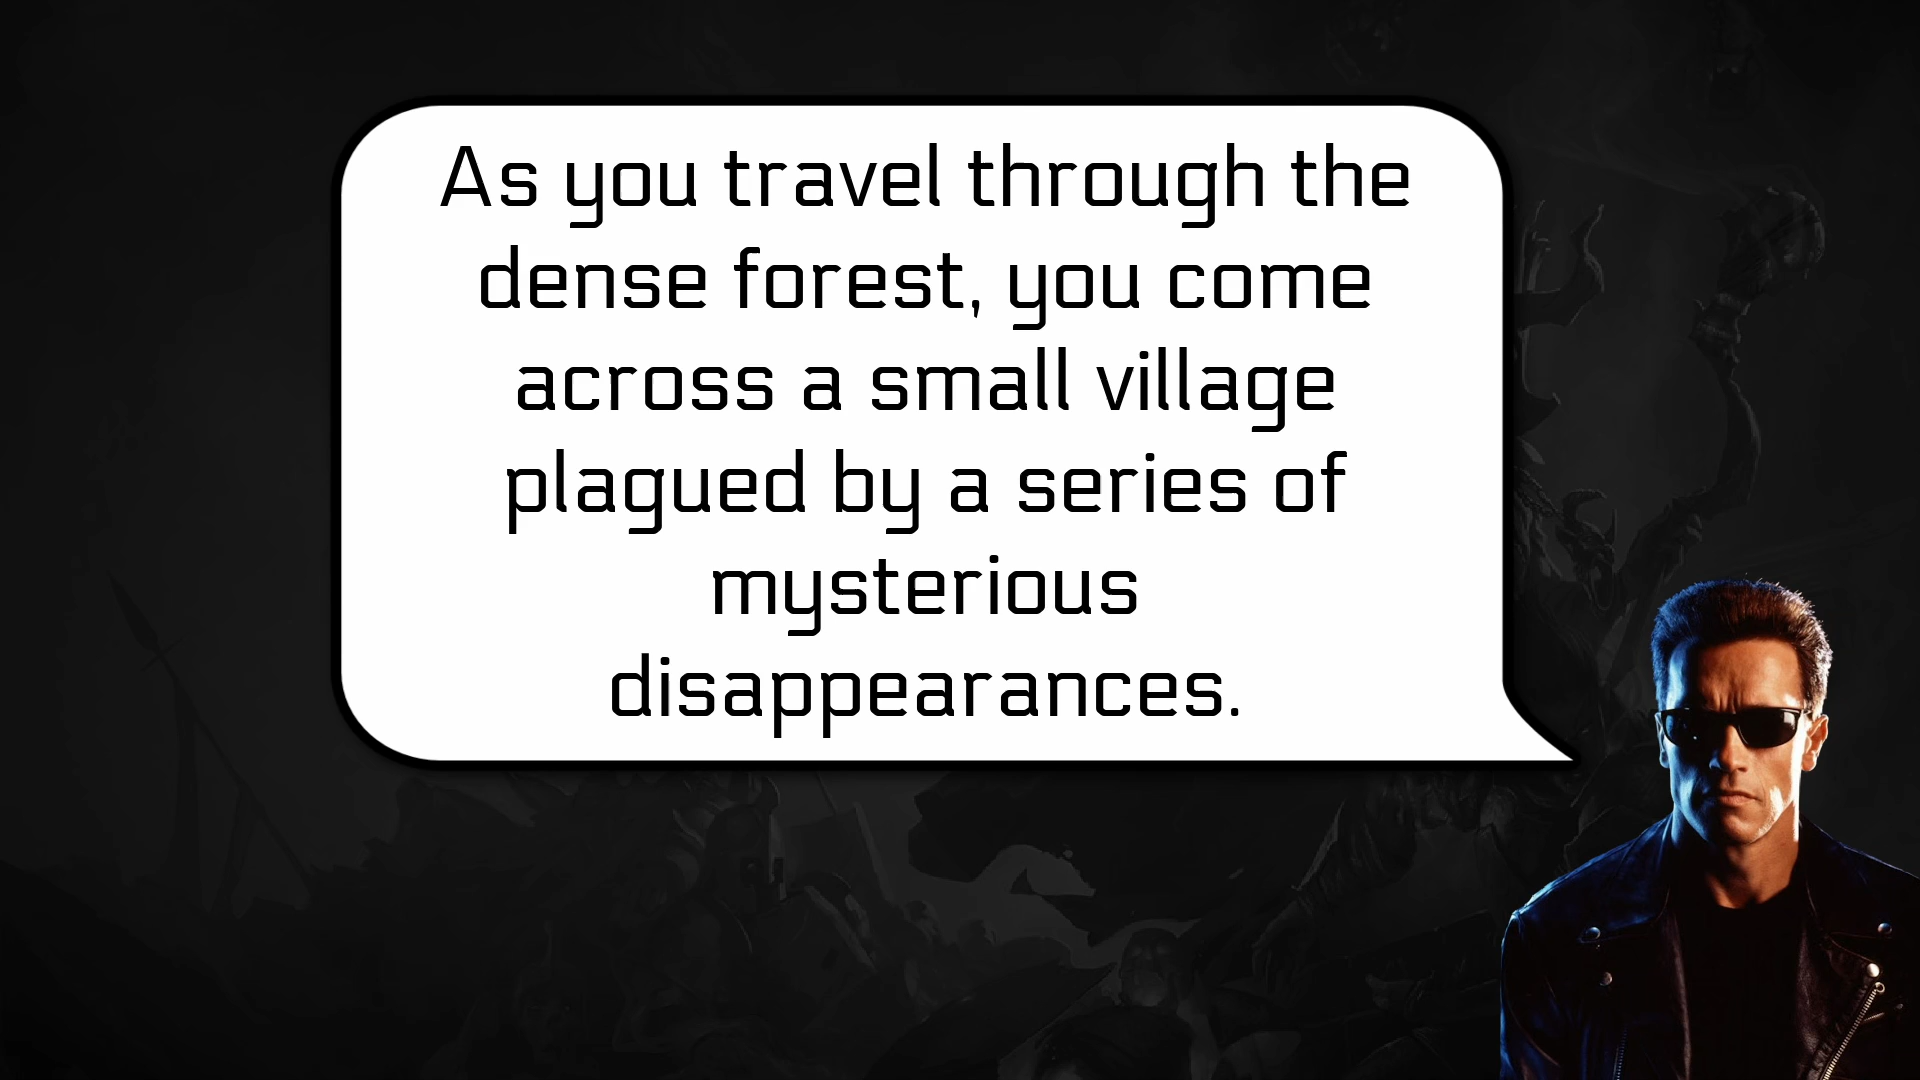 As you travel through the
dense forest, you come
across a small village
plagued by a series of
mysterious
disappearances.